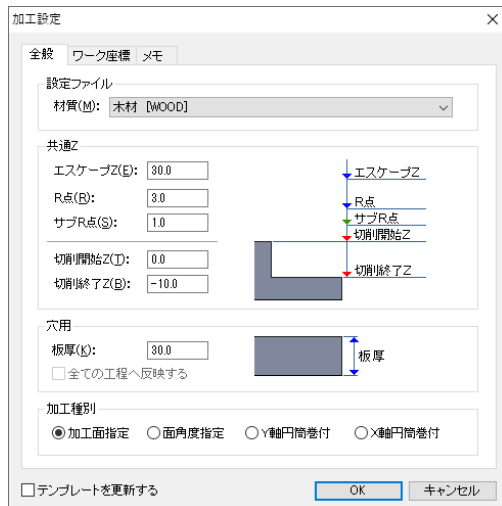 加工設定
全般 ワーク座標 メモ
設定ファイル
材質(M): 木材 [WOOD]
共通Z
エスケープZ(E): 30.0
R点(R): 3.0
サブR点(S): 1.0
切削開始Z(T): 0.0
切削終了Z(B): -10.0
エスケープZ
R点
サブR点
切削開始Z
切削終了Z
穴用
板厚(K): 30.0
全ての工程へ反映する
板厚
加工種別
加工面指定 面角度指定 Y軸円筒巻付 X軸円筒巻付
テンプレートを更新する OK キャンセル